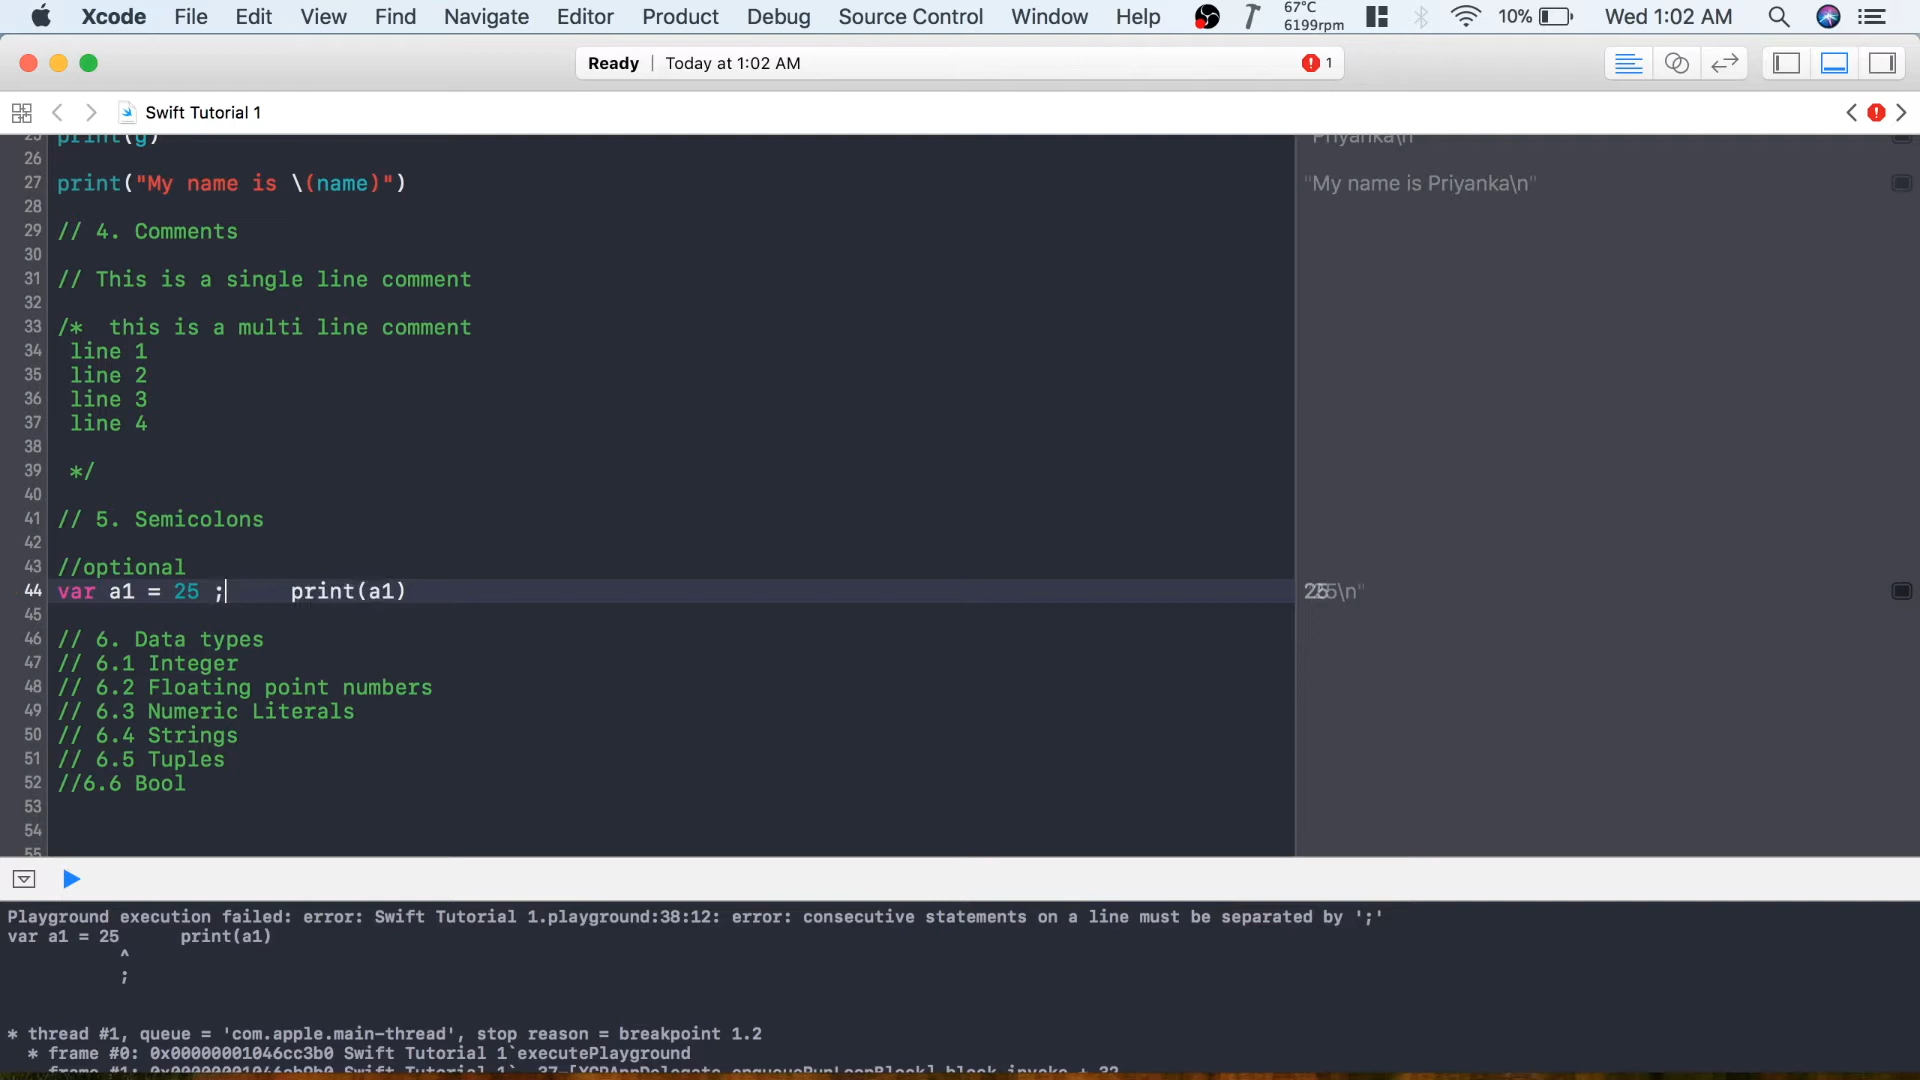 Xcode File Edit View Find Navigate Editor Product Debug Source Control Window Help 67°C 6199rpm 10% Wed 1:02 AM
Ready | Today at 1:02 AM 1
Swift Tutorial 1
25 print(g) Priyanka\n
26
27 print("My name is \(name)") "My name is Priyanka\n"
28
29 // 4. Comments
30
31 // This is a single line comment
32
33 /* this is a multi line comment
34 line 1
35 line 2
36 line 3
37 line 4
38
39 */
40
41 // 5. Semicolons
42
43 //optional
44 var a1 = 25 ; print(a1)
45
46 // 6. Data types
47 // 6.1 Integer
48 // 6.2 Floating point numbers
49 // 6.3 Numeric Literals
50 // 6.4 Strings
51 // 6.5 Tuples
52 //6.6 Bool
53
54
55
Playground execution failed: error: Swift Tutorial 1.playground:38:12: error: consecutive statements on a line must be separated by ';'
var a1 = 25 print(a1)
^
;
* thread #1, queue = 'com.apple.main-thread', stop reason = breakpoint 1.2
* frame #0: 0x00000001046cc3b0 Swift Tutorial 1`executePlayground